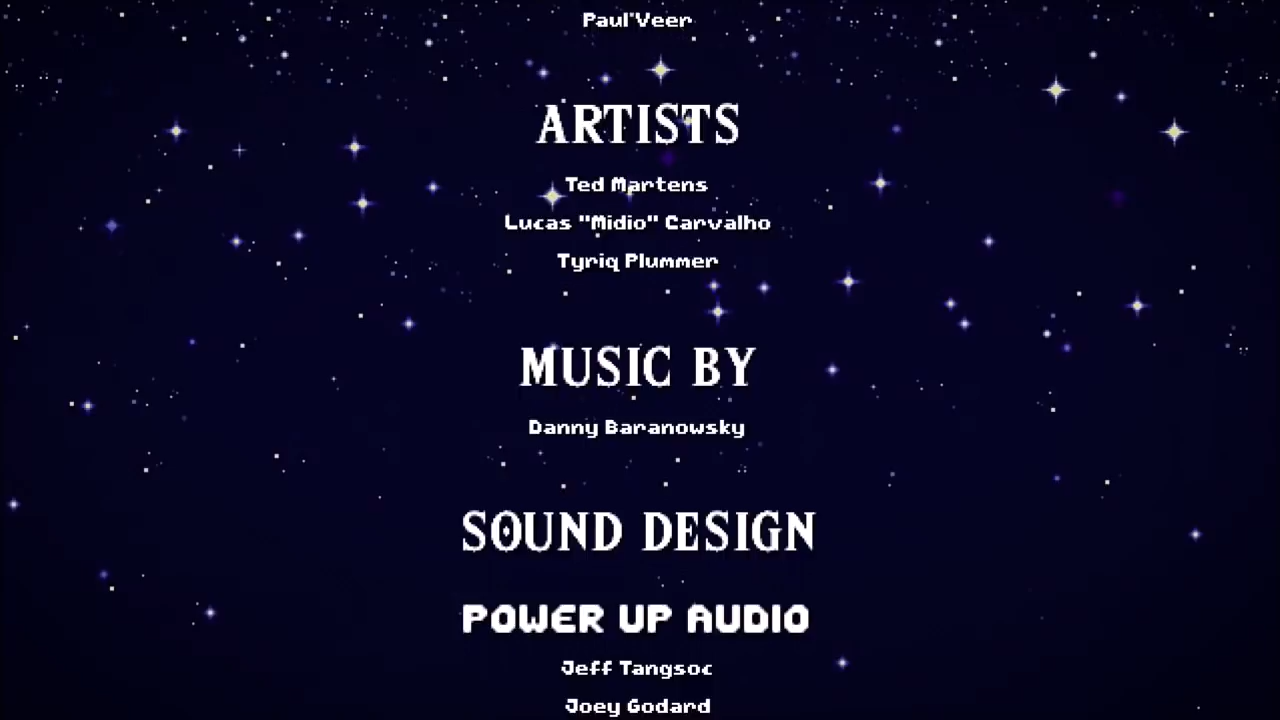 Paul Veer
ARTISTS
Ted Martens
Lucas "Midio" Carvalho
Tyriq Plummer
MUSIC BY
Danny Baranowsky
SOUND DESIGN
POWER UP AUDIO
Jeff Tangsoc
Joey Godard